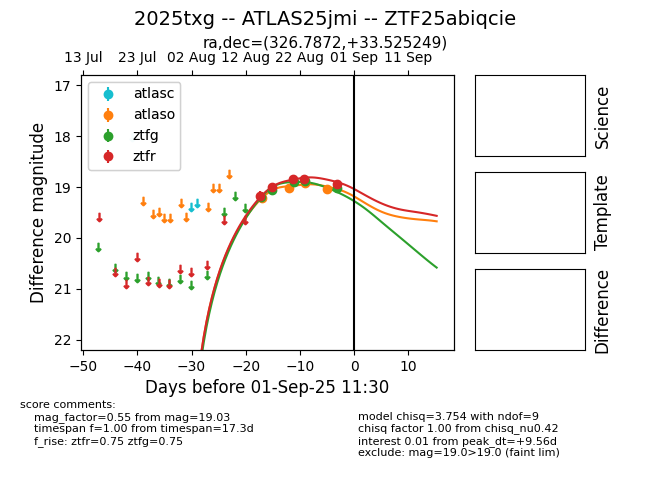 2025txg -- ATLAS25jmi -- ZTF25abiqcie
ra,dec=(326.7872,+33.525249)
13 Jul 23 Jul 02 Aug 12 Aug 22 Aug 01 Sep 11 Sep
17
18
19
20
21
22
Difference magnitude
atlasc
atlaso
ztfg
ztfr
−50 −40 −30 −20 −10 0 10
Days before 01-Sep-25 11:30
Science
Template
Difference
score comments:
mag_factor=0.55 from mag=19.03
timespan f=1.00 from timespan=17.3d
f_rise: ztfr=0.75 ztfg=0.75
model chisq=3.754 with ndof=9
chisq factor 1.00 from chisq_nu0.42
interest 0.01 from peak_dt=+9.56d
exclude: mag=19.0>19.0 (faint lim)